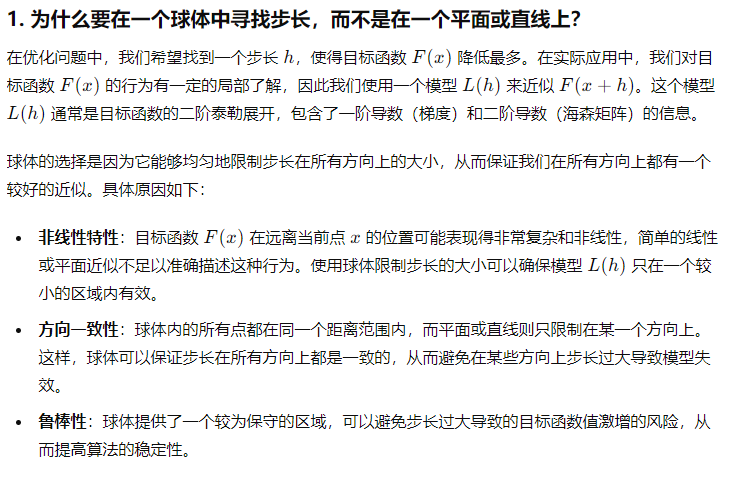 1. 为什么要在一个球体中寻找步长，而不是在一个平面或直线上？
在优化问题中，我们希望找到一个步长 h，使得目标函数 F(x) 降低最多。在实际应用中，我们对目
标函数 F(x) 的行为有一定的局部了解，因此我们使用一个模型 L(h) 来近似 F(x + h)。这个模型
L(h) 通常是目标函数的二阶泰勒展开，包含了一阶导数（梯度）和二阶导数（海森矩阵）的信息。
球体的选择是因为它能够均匀地限制步长在所有方向上的大小，从而保证我们在所有方向上都有一个
较好的近似。具体原因如下：
• 非线性特性：目标函数 F(x) 在远离当前点 x 的位置可能表现得非常复杂和非线性，简单的线性
或平面近似不足以准确描述这种行为。使用球体限制步长的大小可以确保模型 L(h) 只在一个较
小的区域内有效。
• 方向一致性：球体内的所有点都在同一个距离范围内，而平面或直线则只限制在某一个方向上。
这样，球体可以保证步长在所有方向上都是一致的，从而避免在某些方向上步长过大导致模型失
效。
• 鲁棒性：球体提供了一个较为保守的区域，可以避免步长过大导致的目标函数值激增的风险，从
而提高算法的稳定性。